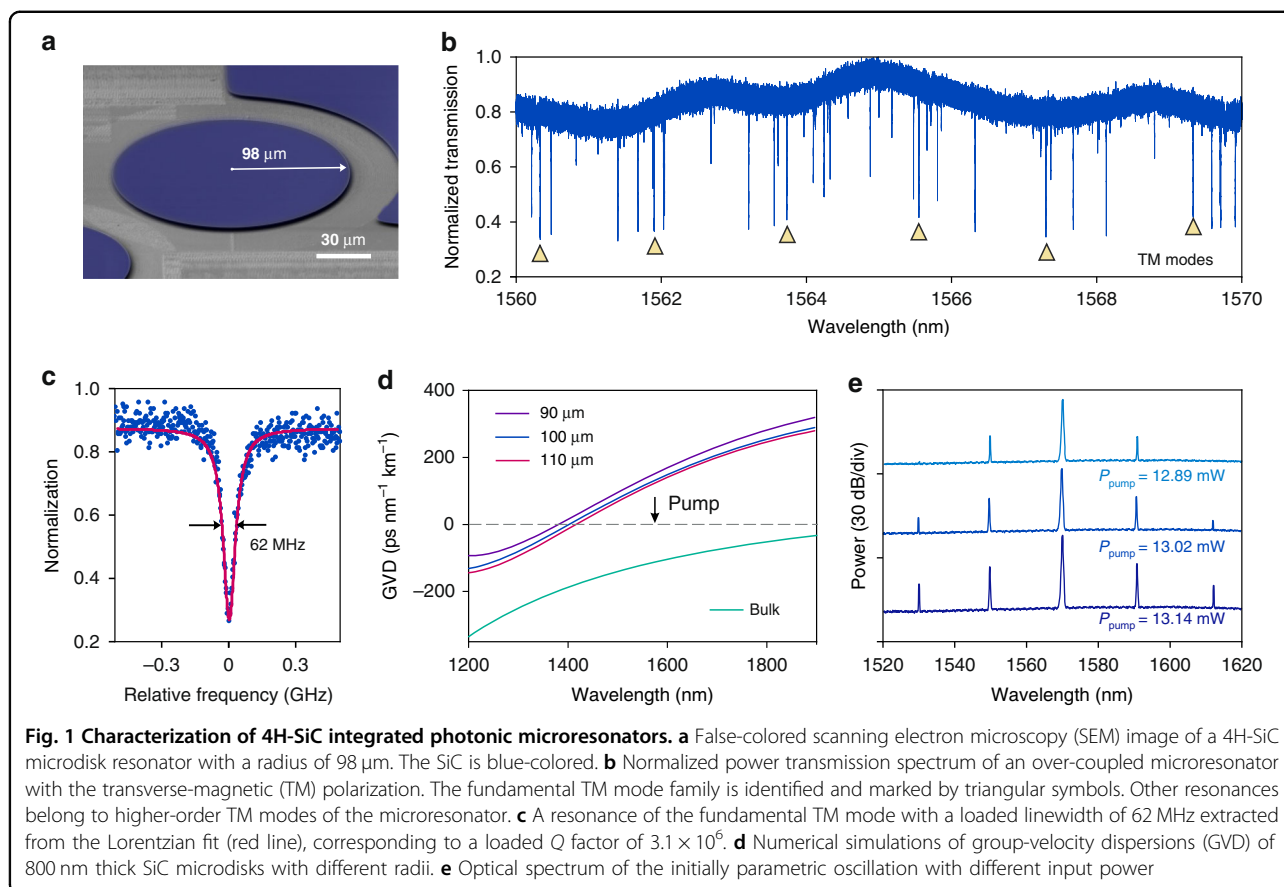 a
98 μm
30 μm
b
1.0
0.8
0.6
0.4
0.2
Normalized transmission
TM modes
1560
1562
1564
1566
1568
1570
Wavelength (nm)
c
1.0
0.8
0.6
0.4
0.2
Normalization
62 MHz
−0.3
0
0.3
Relative frequency (GHz)
d
400
200
0
−200
GVD (ps nm⁻¹ km⁻¹)
90 μm
100 μm
110 μm
Pump
Bulk
1200
1400
1600
1800
Wavelength (nm)
e
Power (30 dB/div)
P_pump = 12.89 mW
P_pump = 13.02 mW
P_pump = 13.14 mW
1520
1540
1560
1580
1600
1620
Wavelength (nm)
Fig. 1 Characterization of 4H-SiC integrated photonic microresonators. a False-colored scanning electron microscopy (SEM) image of a 4H-SiC
microdisk resonator with a radius of 98 μm. The SiC is blue-colored. b Normalized power transmission spectrum of an over-coupled microresonator
with the transverse-magnetic (TM) polarization. The fundamental TM mode family is identified and marked by triangular symbols. Other resonances
belong to higher-order TM modes of the microresonator. c A resonance of the fundamental TM mode with a loaded linewidth of 62 MHz extracted
from the Lorentzian fit (red line), corresponding to a loaded Q factor of 3.1 × 10⁶. d Numerical simulations of group-velocity dispersions (GVD) of
800 nm thick SiC microdisks with different radii. e Optical spectrum of the initially parametric oscillation with different input power